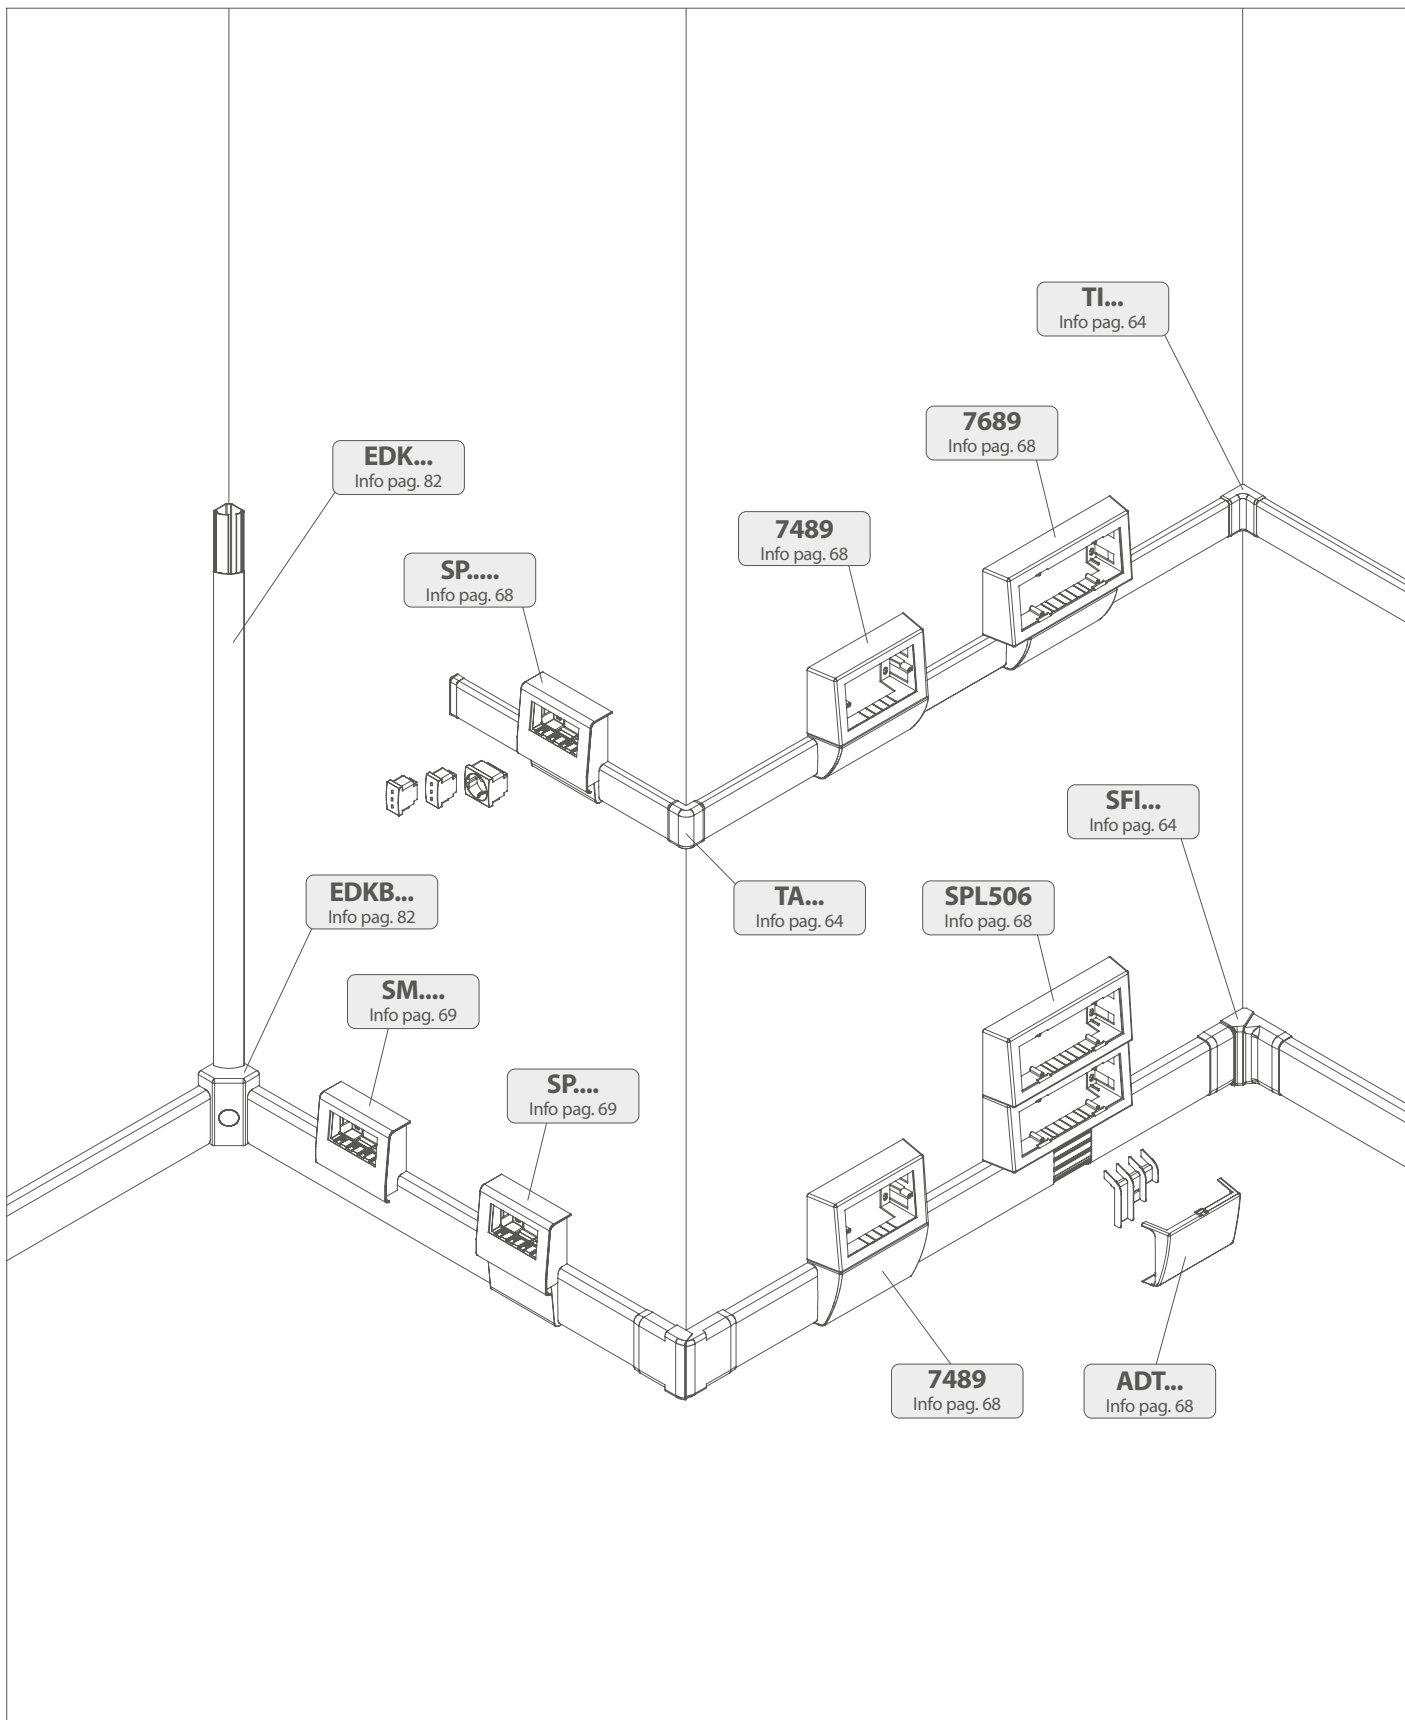 TI...
Info pag. 64
7689
Info pag. 68
EDK...
Info pag. 82
7489
Info pag. 68
SP.....
Info pag. 68
SFI...
Info pag. 64
EDKB...
Info pag. 82
TA...
Info pag. 64
SPL506
Info pag. 68
SM....
Info pag. 69
SP....
Info pag. 69
7489
Info pag. 68
ADT...
Info pag. 68